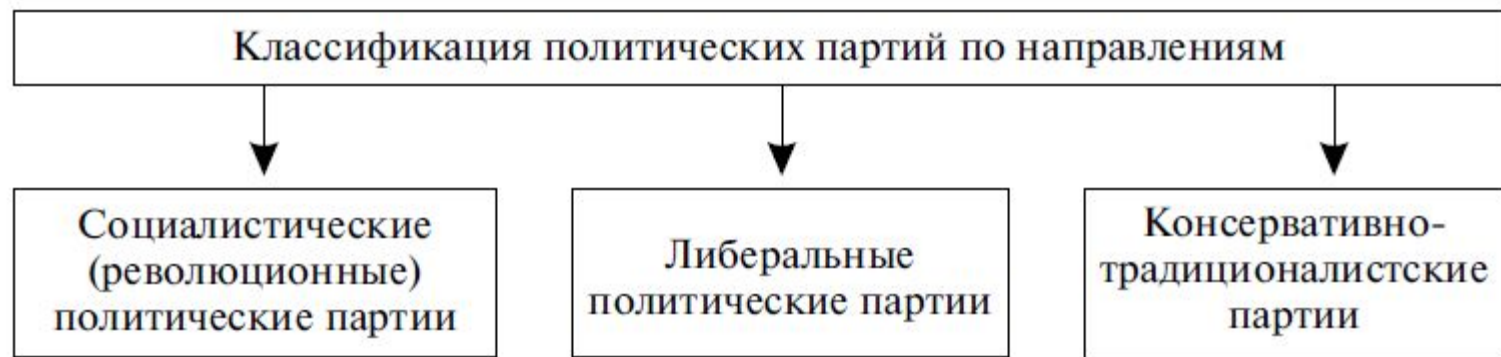 Классификация политических партий по направлениям
Социалистические
(революционные)
политические партии
Либеральные
политические партии
Консервативно-
традиционалистские
партии